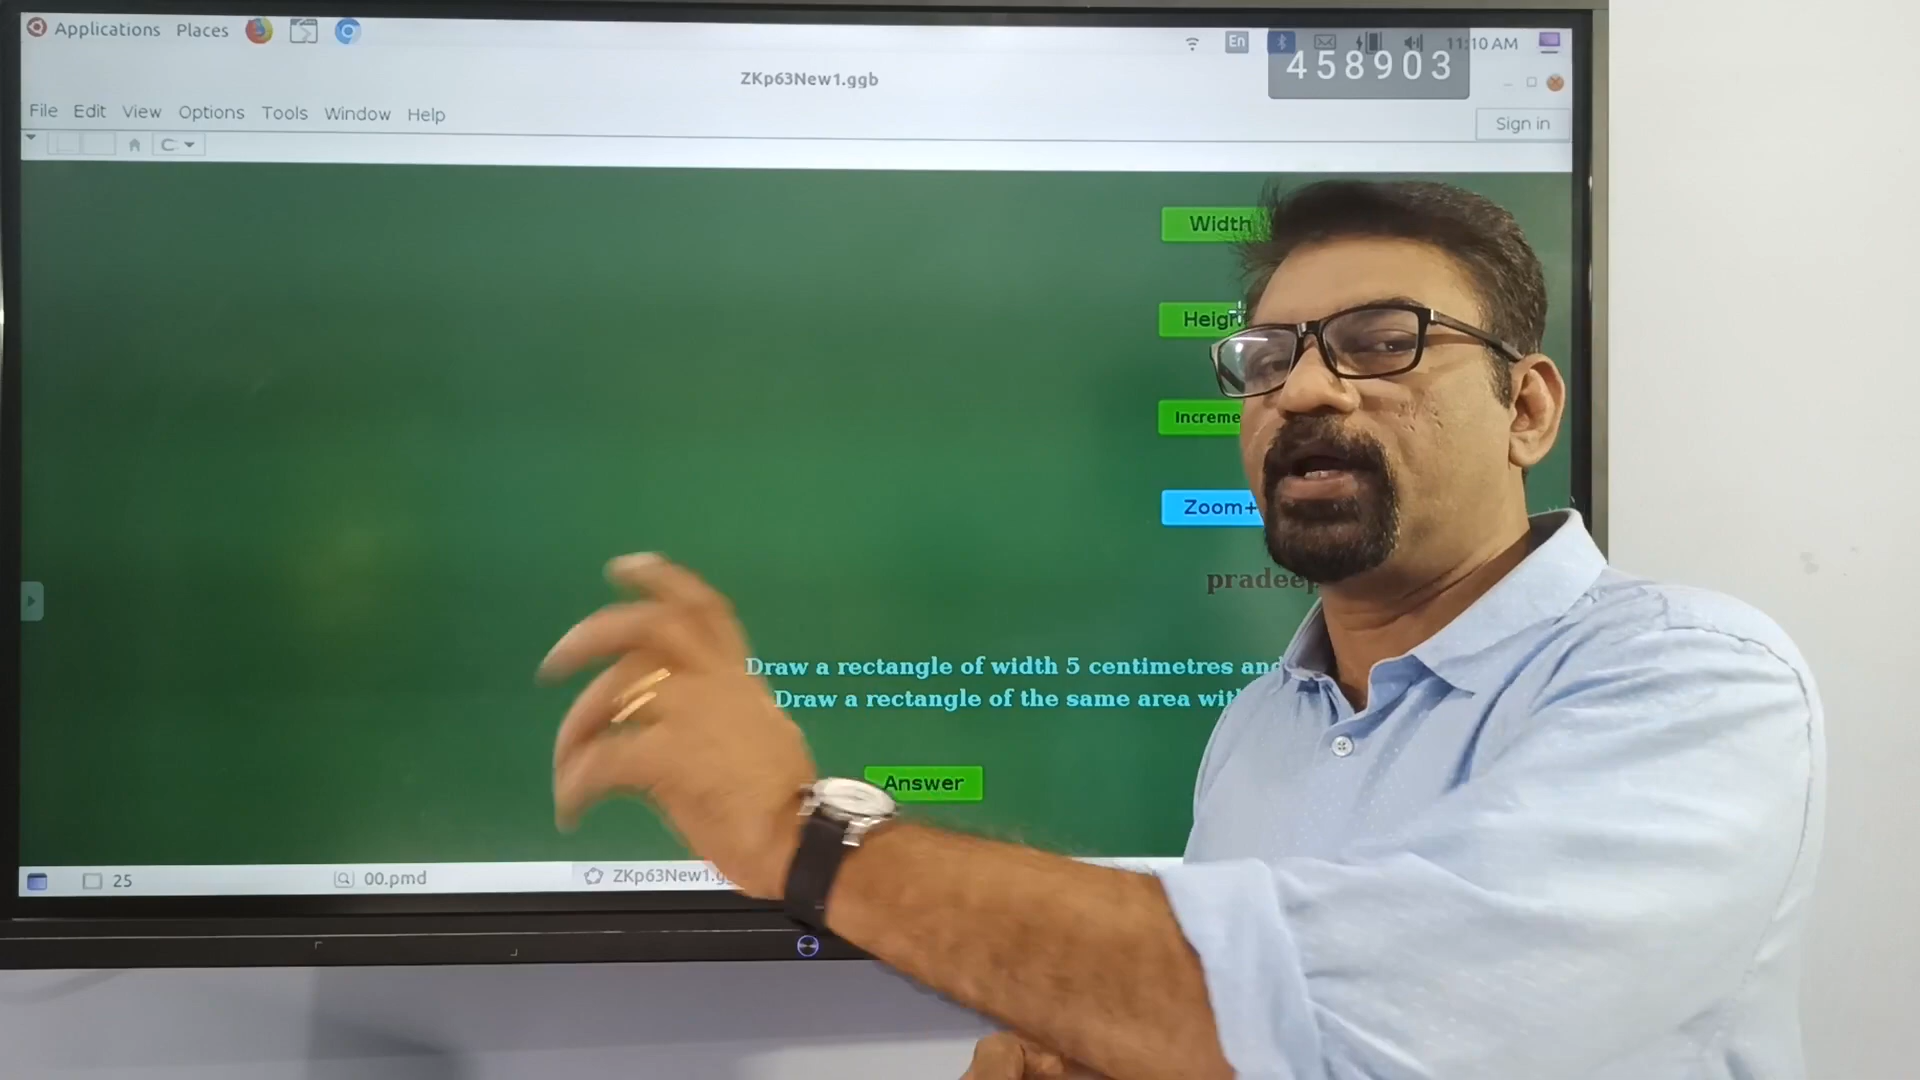 Applications Places
En
11:10 AM
458903
ZKp63New1.ggb
File Edit View Options Tools Window Help
Sign in
Width
Increme
Zoom+
Draw a rectangle of width 5 centimetres and
Draw a rectangle of the same area
Answer
25
00.pmd
ZKp63New1.g